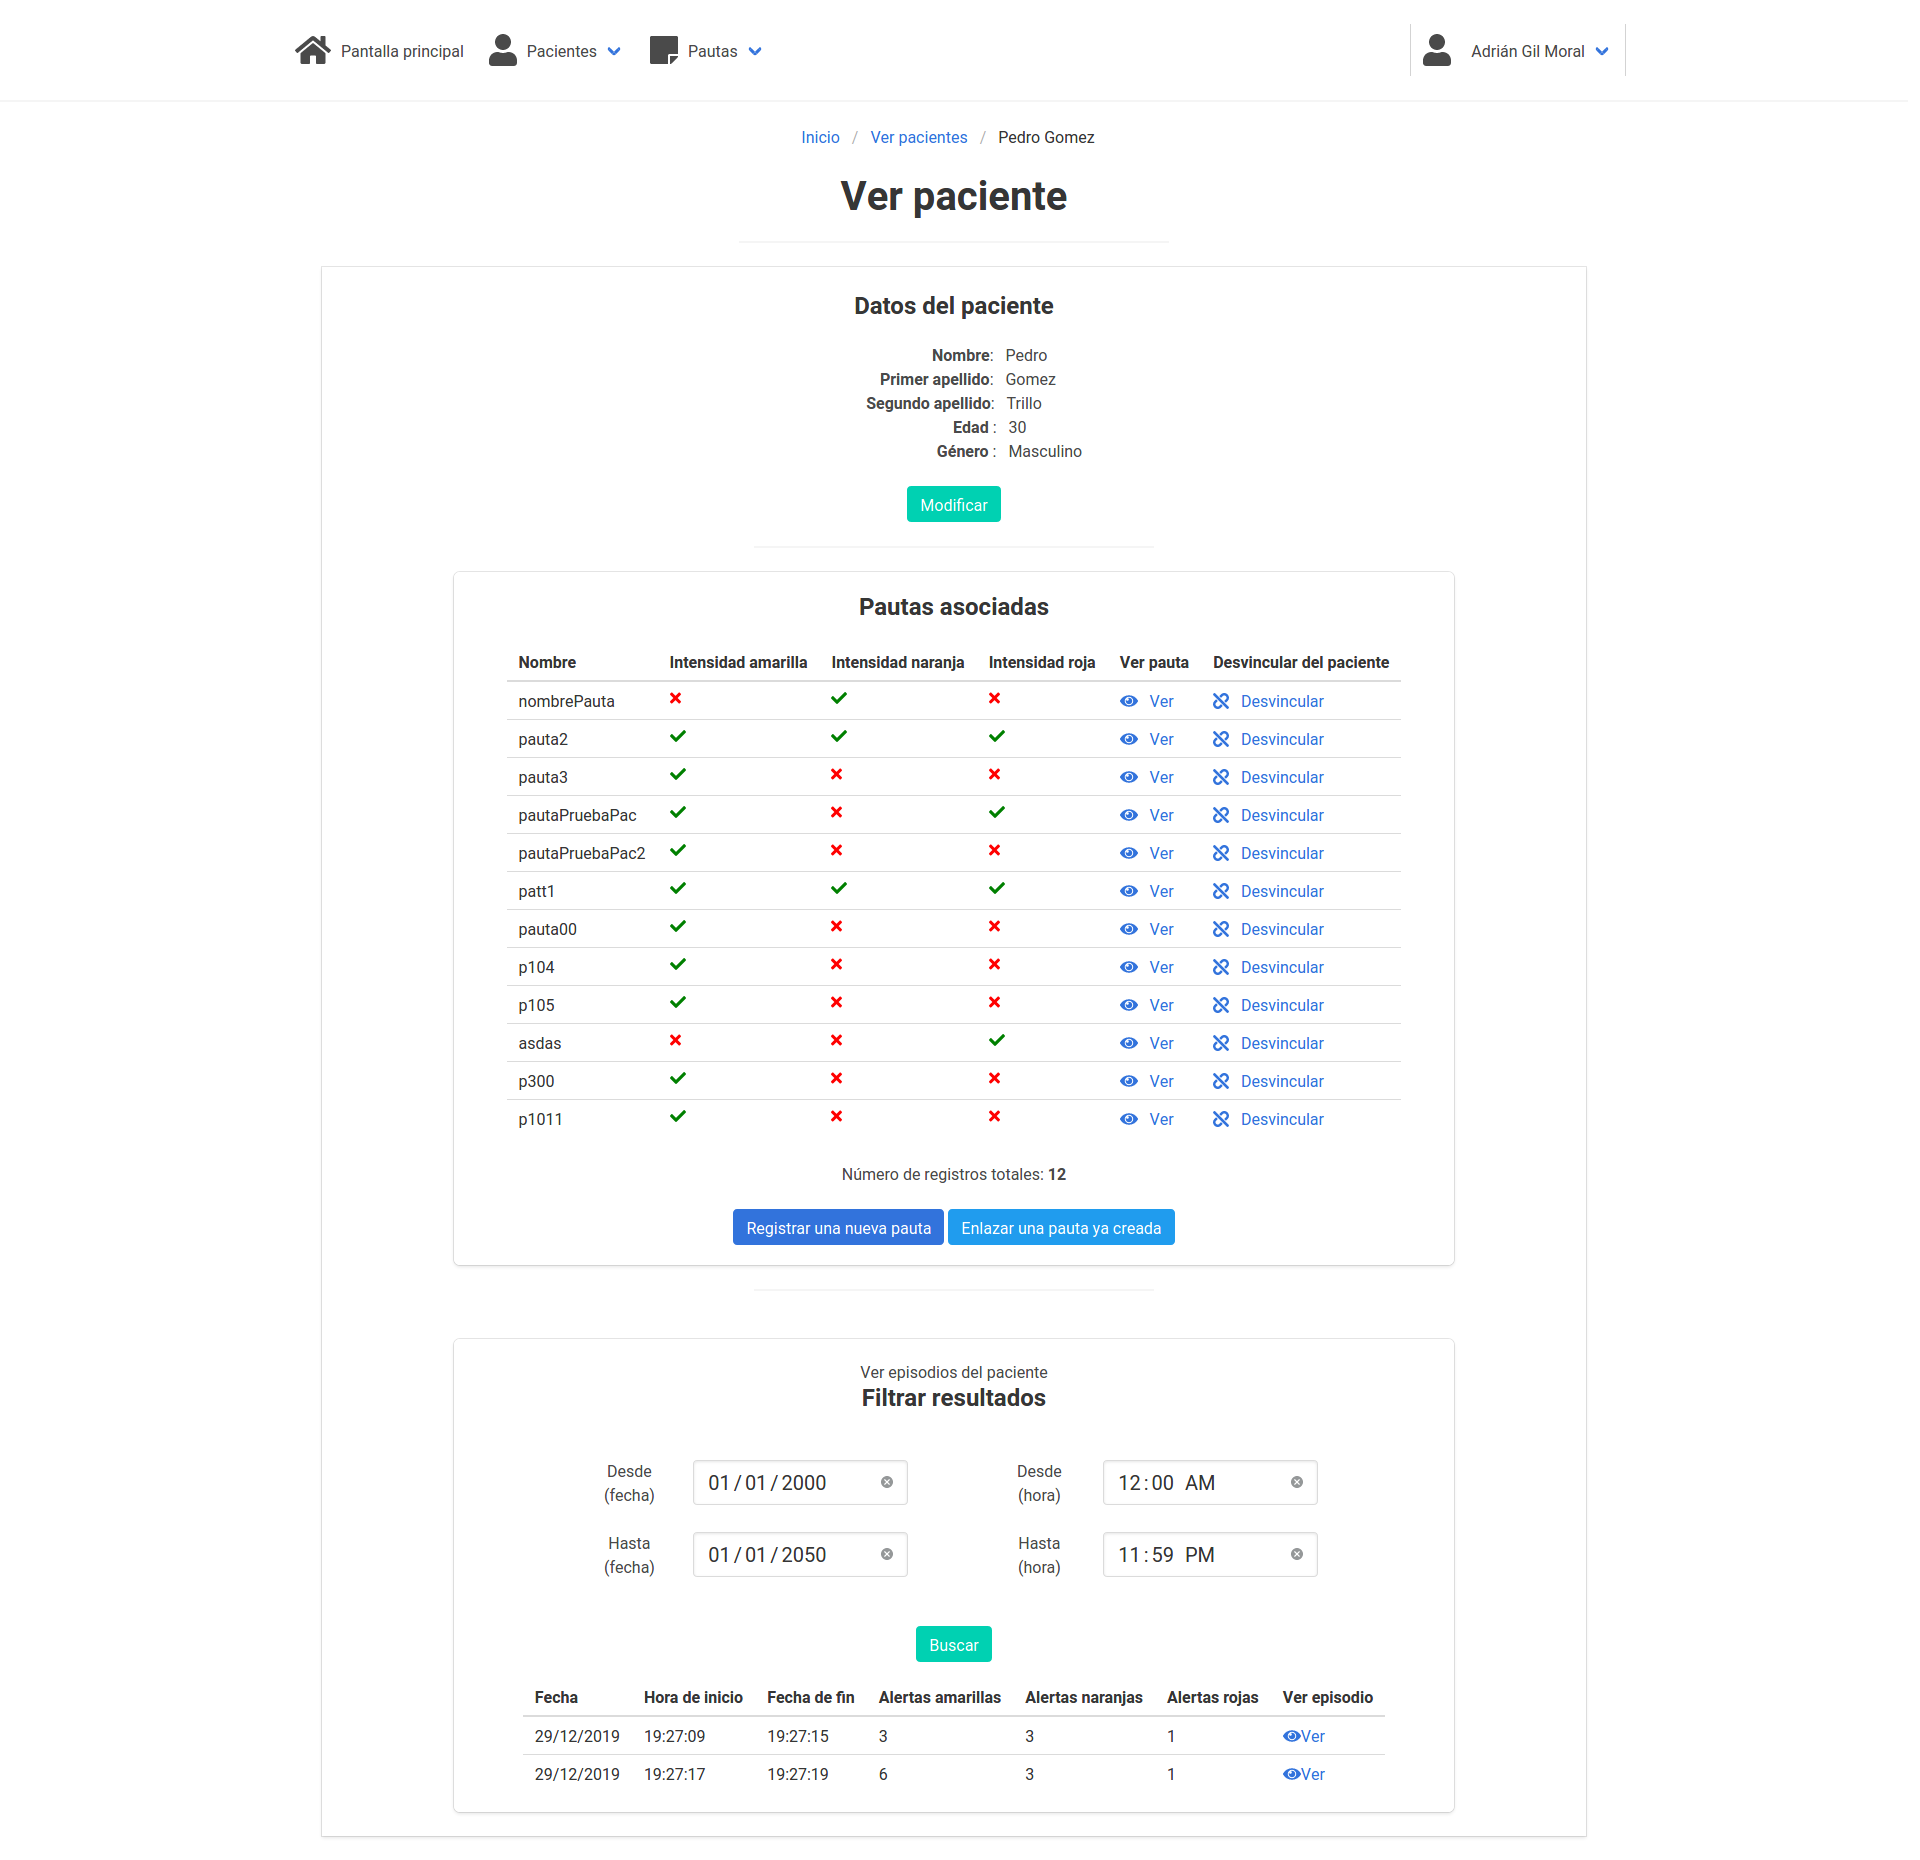 Pantalla principal Pacientes Pautas Adrián Gil Moral
Inicio / Ver pacientes / Pedro Gomez
Ver paciente
Datos del paciente
Nombre: Pedro
Primer apellido: Gomez
Segundo apellido: Trillo
Edad : 30
Género : Masculino
Modificar
Pautas asociadas
Nombre Intensidad amarilla Intensidad naranja Intensidad roja Ver pauta Desvincular del paciente
nombrePauta Ver Desvincular
pauta2 Ver Desvincular
pauta3 Ver Desvincular
pautaPruebaPac Ver Desvincular
pautaPruebaPac2 Ver Desvincular
patt1 Ver Desvincular
pauta00 Ver Desvincular
p104 Ver Desvincular
p105 Ver Desvincular
asdas Ver Desvincular
p300 Ver Desvincular
p1011 Ver Desvincular
Número de registros totales: 12
Registrar una nueva pauta Enlazar una pauta ya creada
Ver episodios del paciente
Filtrar resultados
Desde (fecha) 01/01/2000 Desde (hora) 12:00 AM
Hasta (fecha) 01/01/2050 Hasta (hora) 11:59 PM
Buscar
Fecha Hora de inicio Fecha de fin Alertas amarillas Alertas naranjas Alertas rojas Ver episodio
29/12/2019 19:27:09 19:27:15 3 3 1 Ver
29/12/2019 19:27:17 19:27:19 6 3 1 Ver